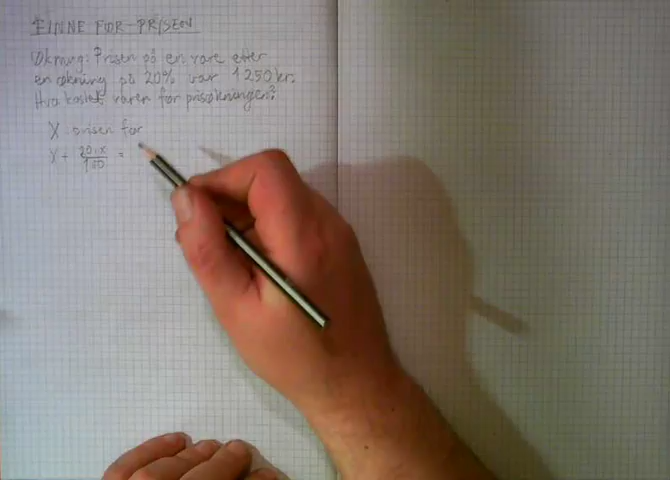 FINNE FØR-PRISEN
Økning: Prisen på en vare etter
en økning på 20% var 1250 kr.
Hva kostet varen før prisøkningen?
X prisen før
X + 20·X/100 =